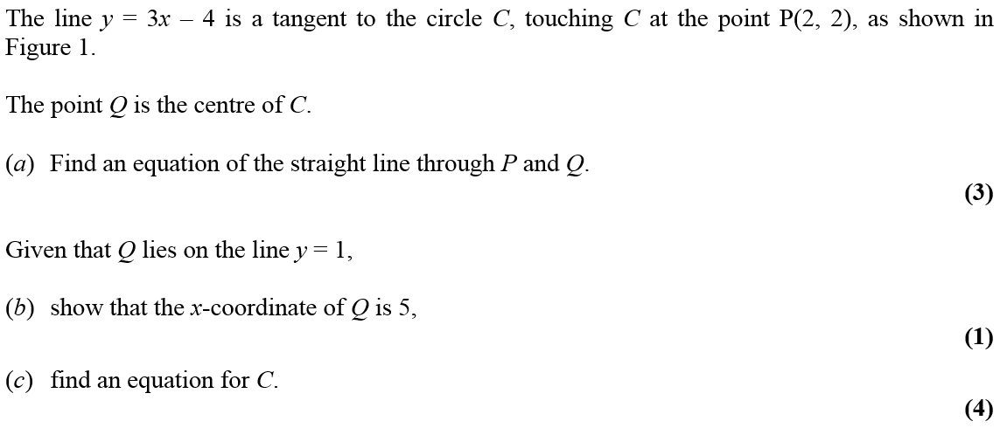 The line y = 3x – 4 is a tangent to the circle C, touching C at the point P(2, 2), as shown in
Figure 1.
The point Q is the centre of C.
(a) Find an equation of the straight line through P and Q.
(3)
Given that Q lies on the line y = 1,
(b) show that the x-coordinate of Q is 5,
(1)
(c) find an equation for C.
(4)